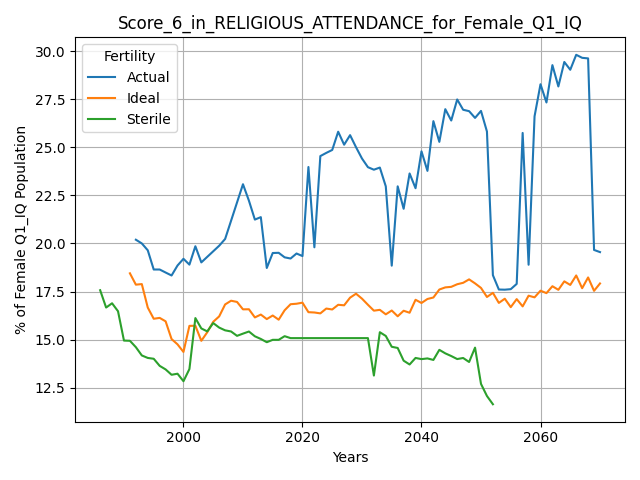 Score_6_in_RELIGIOUS_ATTENDANCE_for_Female_Q1_IQ
% of Female Q1_IQ Population
30.0
27.5
25.0
22.5
20.0
17.5
15.0
12.5
Fertility
Actual
Ideal
Sterile
2000
2020
2040
2060
Years